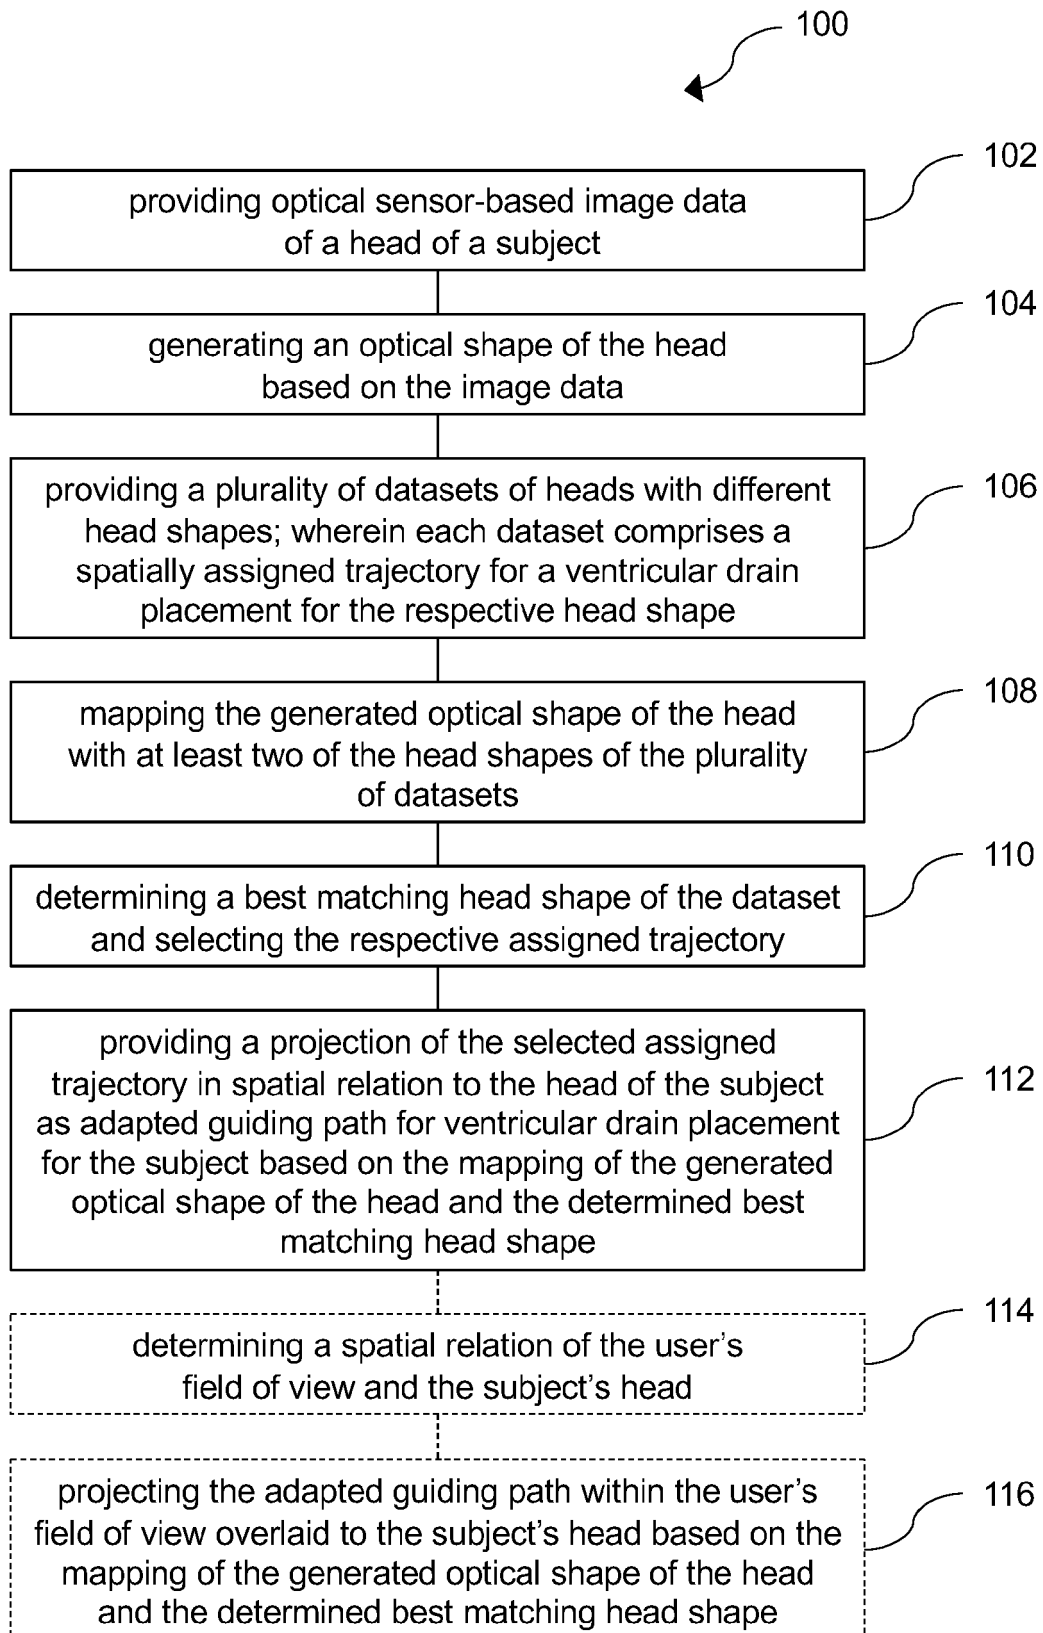 100
102
providing optical sensor-based image data
of a head of a subject
104
generating an optical shape of the head
based on the image data
106
providing a plurality of datasets of heads with different
head shapes; wherein each dataset comprises a
spatially assigned trajectory for a ventricular drain
placement for the respective head shape
108
mapping the generated optical shape of the head
with at least two of the head shapes of the plurality
of datasets
110
determining a best matching head shape of the dataset
and selecting the respective assigned trajectory
112
providing a projection of the selected assigned
trajectory in spatial relation to the head of the subject
as adapted guiding path for ventricular drain placement
for the subject based on the mapping of the generated
optical shape of the head and the determined best
matching head shape
114
determining a spatial relation of the user’s
field of view and the subject’s head
116
projecting the adapted guiding path within the user’s
field of view overlaid to the subject’s head based on the
mapping of the generated optical shape of the head
and the determined best matching head shape